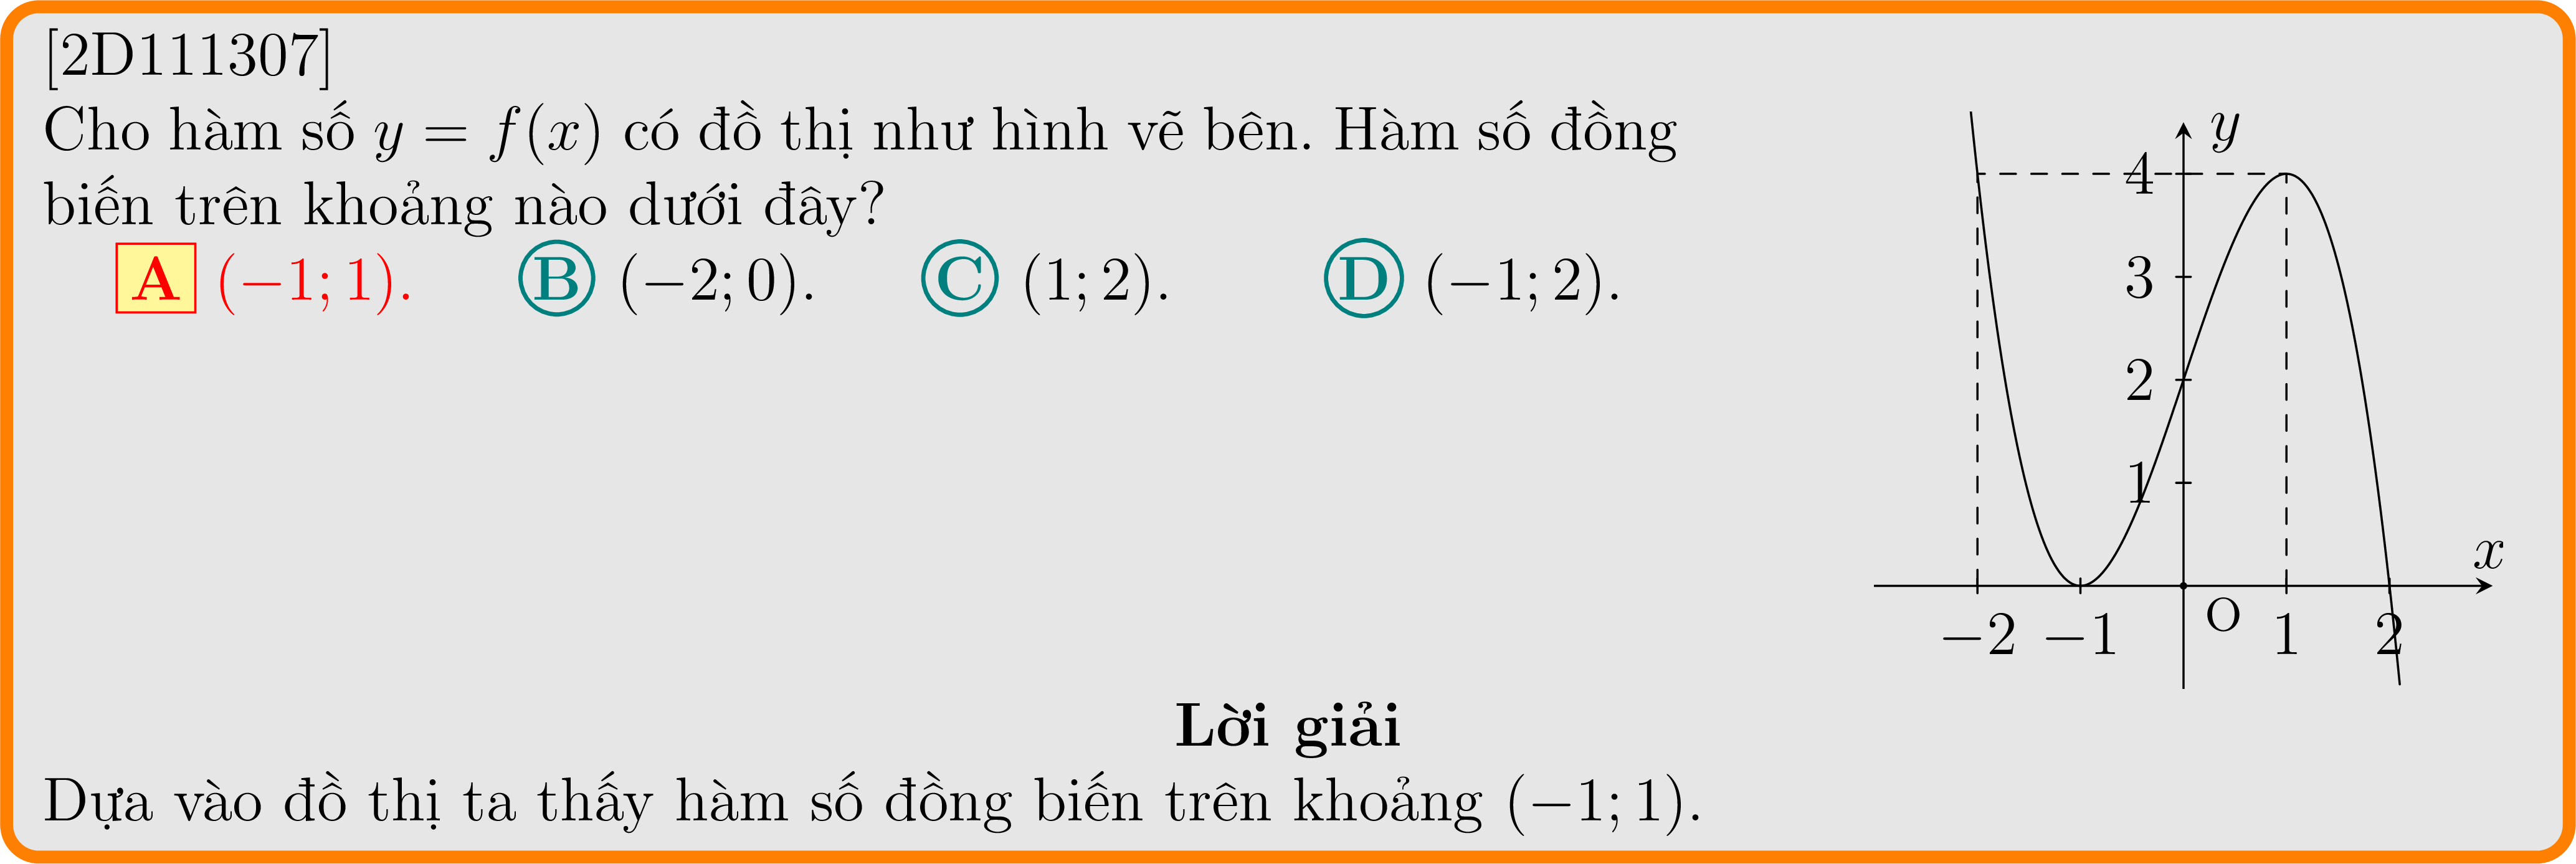 [2D111307]
Cho hàm số y = f(x) có đồ thị như hình vẽ bên. Hàm số đồng
biến trên khoảng nào dưới đây?
A (−1; 1). B (−2; 0). C (1; 2). D (−1; 2).
y
4
3
2
1
x
−2 −1 O 1 2
Lời giải
Dựa vào đồ thị ta thấy hàm số đồng biến trên khoảng (−1; 1).